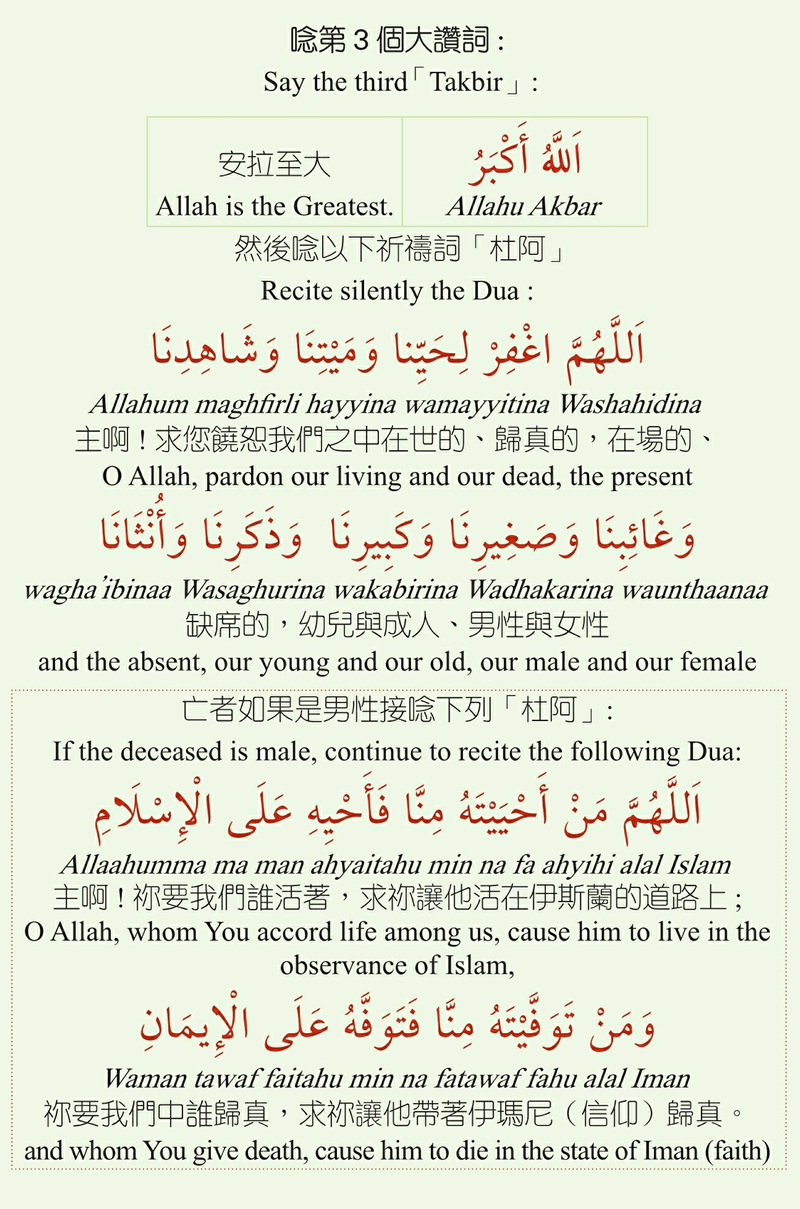 唸第 3 個大讚詞 :
Say the third「Takbir」:
安拉至大
Allah is the Greatest.
اَللَّهُ أَكْبَرُ
Allahu Akbar
然後唸以下祈禱詞「杜阿」
Recite silently the Dua :
اَللَّهُمَّ اغْفِرْ لِحَيِّنا وَمَيْتِنَا وَشَاهِدِنَا
Allahum maghfirli hayyina wamayyitina Washahidina
主啊 ! 求您饒恕我們之中在世的、歸真的，在場的、
O Allah, pardon our living and our dead, the present
وَغَائِبِنَا وَصَغِيرِنَا وَكَبِيرِنَا وَذَكَرِنَا وَأُنْثَانَا
wagha’ibinaa Wasaghurina wakabirina Wadhakarina waunthaanaa
缺席的，幼兒與成人、男性與女性
and the absent, our young and our old, our male and our female
亡者如果是男性接唸下列「杜阿」:
If the deceased is male, continue to recite the following Dua:
اَللَّهُمَّ مَنْ أَحْيَيْتَهُ مِنَّا فَأَحْيِهِ عَلَى الْإِسْلَامِ
Allaahumma ma man ahyaitahu min na fa ahyihi alal Islam
主啊 ! 祢要我們誰活著，求祢讓他活在伊斯蘭的道路上 ;
O Allah, whom You accord life among us, cause him to live in the
observance of Islam,
وَمَنْ تَوَفَّيْتَهُ مِنَّا فَتَوَفَّهُ عَلَى الْإِيمَانِ
Waman tawaf faitahu min na fatawaf fahu alal Iman
祢要我們中誰歸真，求祢讓他帶著伊瑪尼（信仰）歸真。
and whom You give death, cause him to die in the state of Iman (faith)